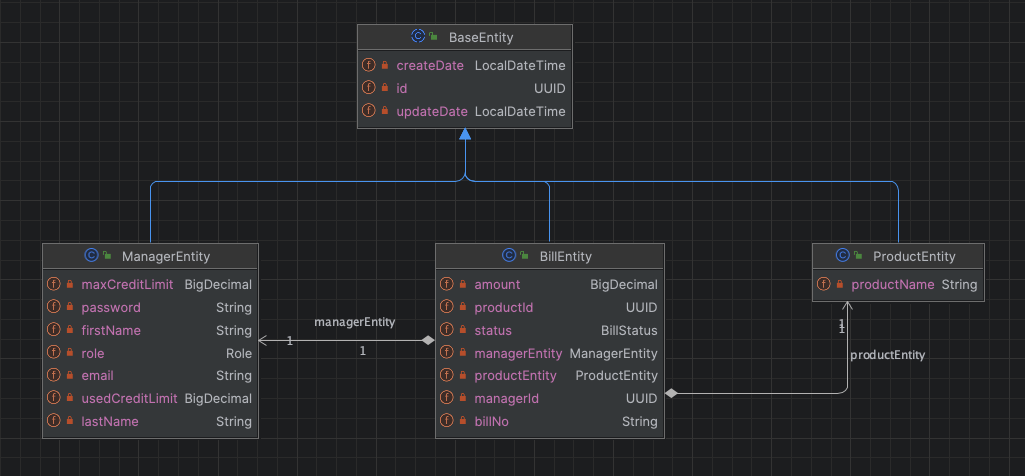 BaseEntity
createDate LocalDateTime
id UUID
updateDate LocalDateTime
ManagerEntity
maxCreditLimit BigDecimal
password String
firstName String
role Role
email String
usedCreditLimit BigDecimal
lastName String
managerEntity
1
1
BillEntity
amount BigDecimal
productId UUID
status BillStatus
managerEntity ManagerEntity
productEntity ProductEntity
managerId UUID
billNo String
ProductEntity
productName String
1
1
productEntity